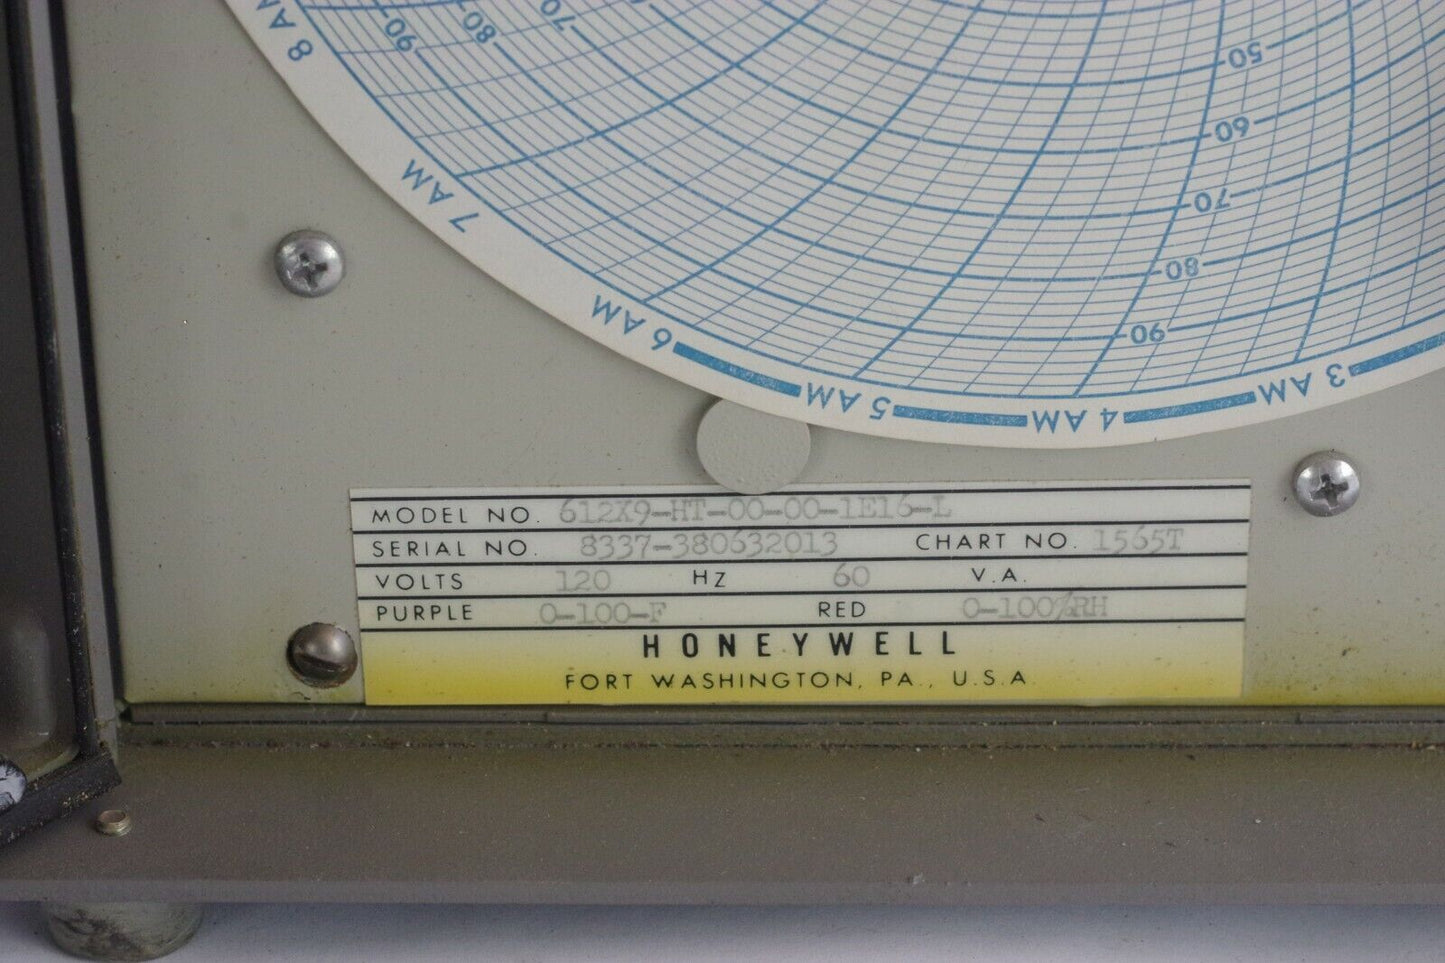 8 AM
90
80
70
50
60
70
80
90
7 AM
6 AM
5 AM
4 AM
3 AM
MODEL NO. 612X9-HT-00-00-1E16-L
SERIAL NO. 8337-380632013 CHART NO. 1565T
VOLTS 120 HZ 60 V.A.
PURPLE 0-100-F RED 0-100%RH
HONEYWELL
FORT WASHINGTON, PA., U.S.A